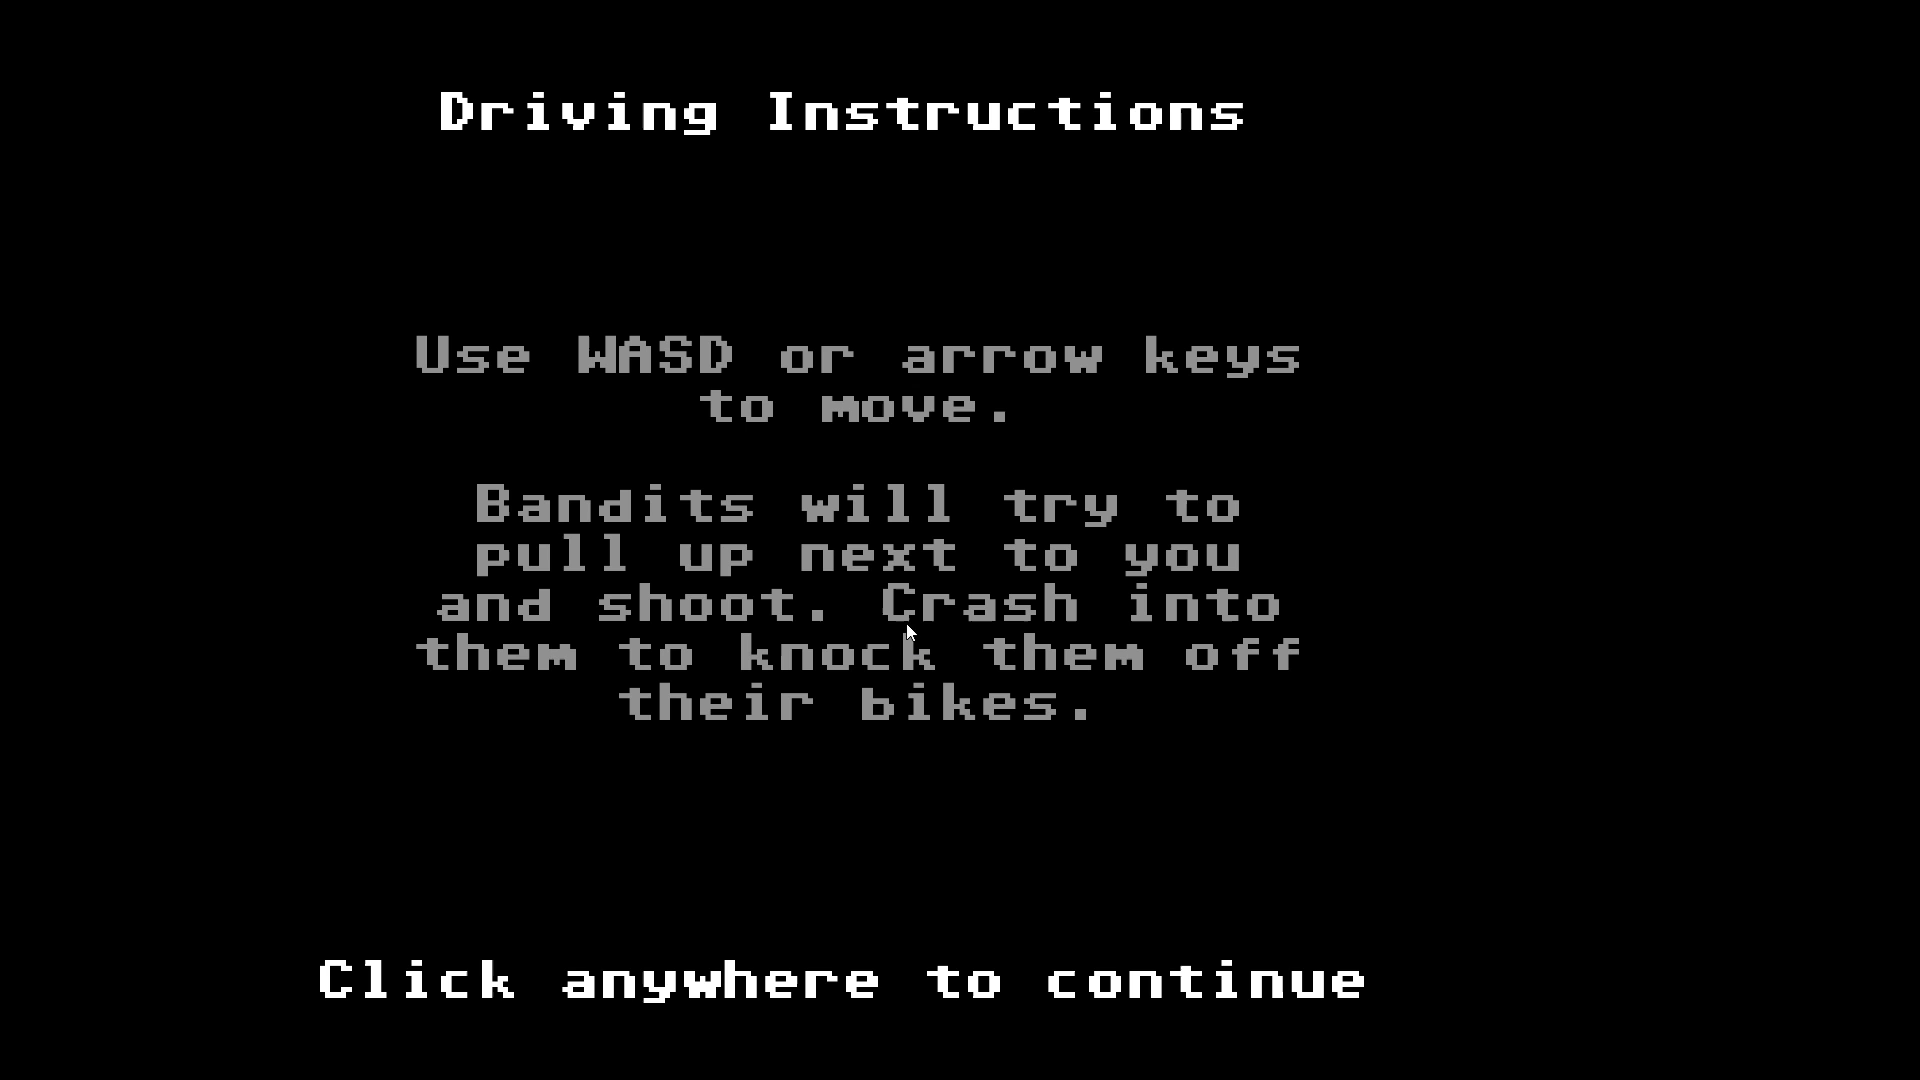 Driving Instructions
Use WASD or arrow keys
to move.
Bandits will try to
pull up next to you
and shoot. Crash into
them to knock them off
their bikes.
Click anywhere to continue